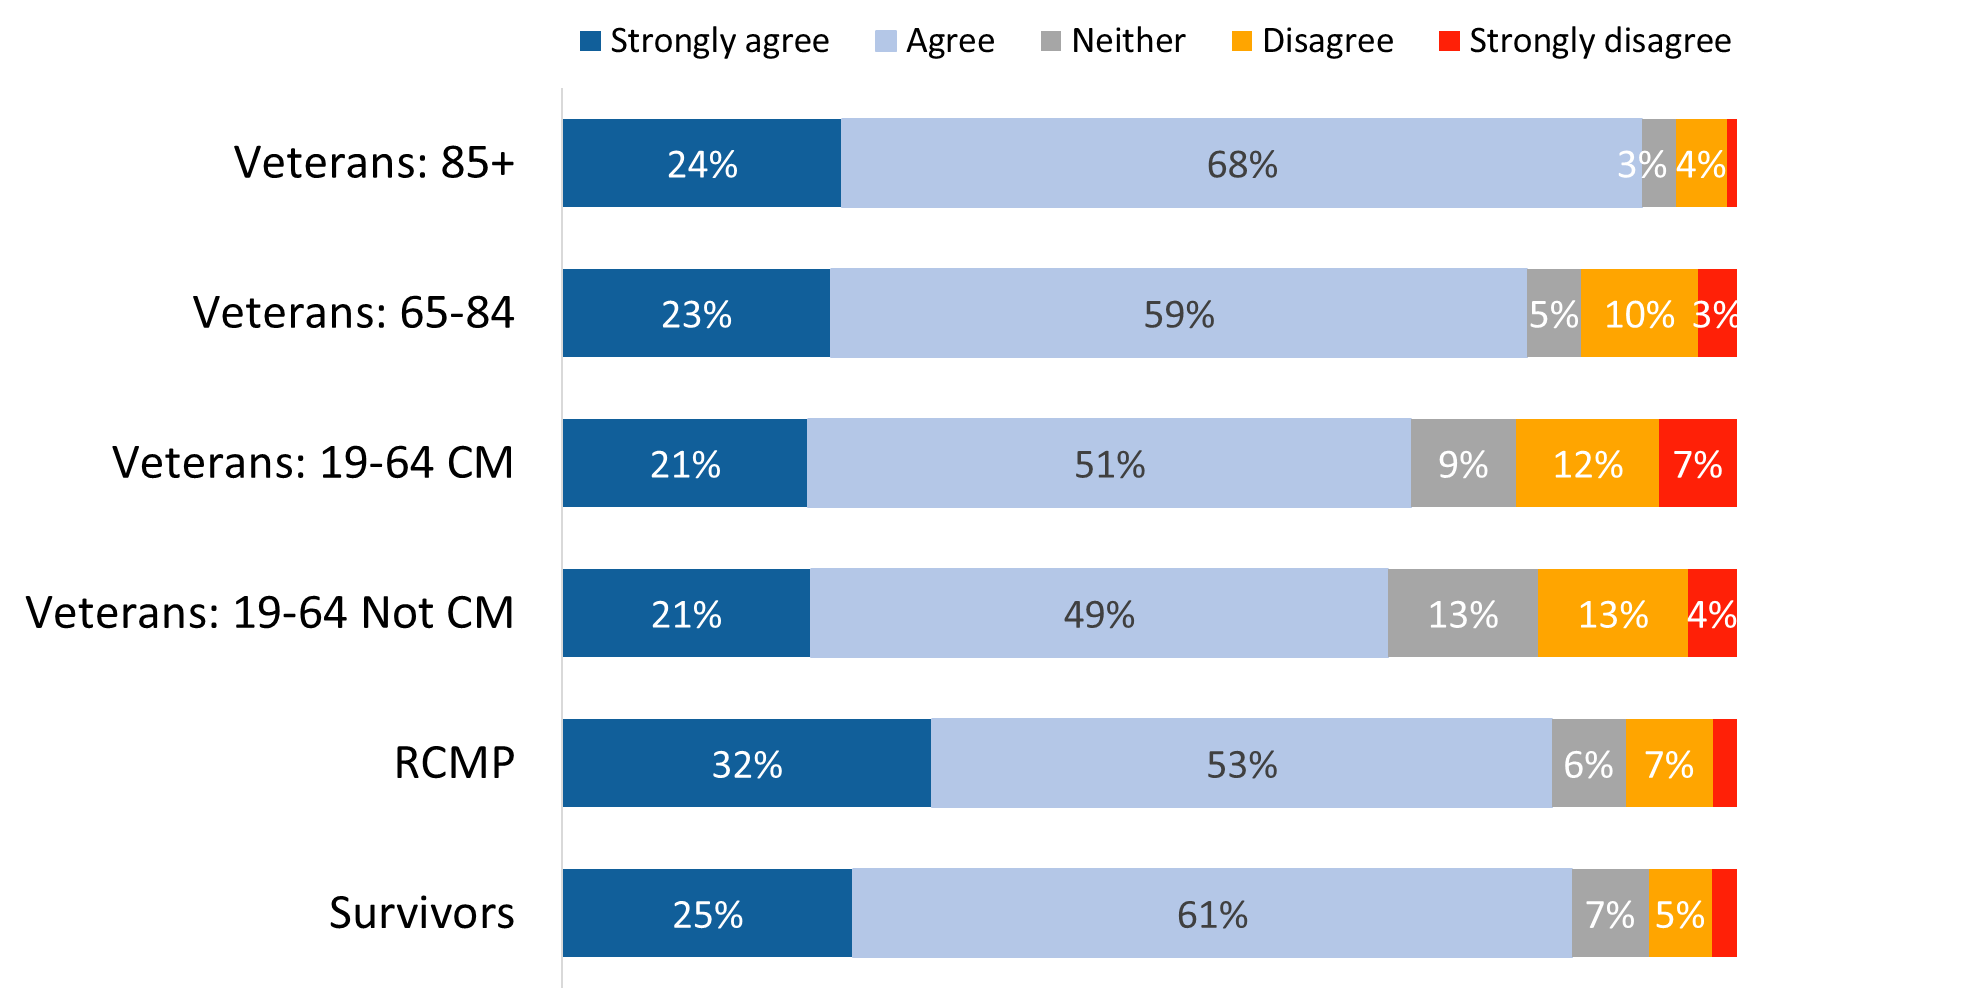 Strongly agree Agree Neither Disagree Strongly disagree
Veterans: 85+ 24% 68% 3% 4%
Veterans: 65-84 23% 59% 5% 10% 3%
Veterans: 19-64 CM 21% 51% 9% 12% 7%
Veterans: 19-64 Not CM 21% 49% 13% 13% 4%
RCMP 32% 53% 6% 7%
Survivors 25% 61% 7% 5%